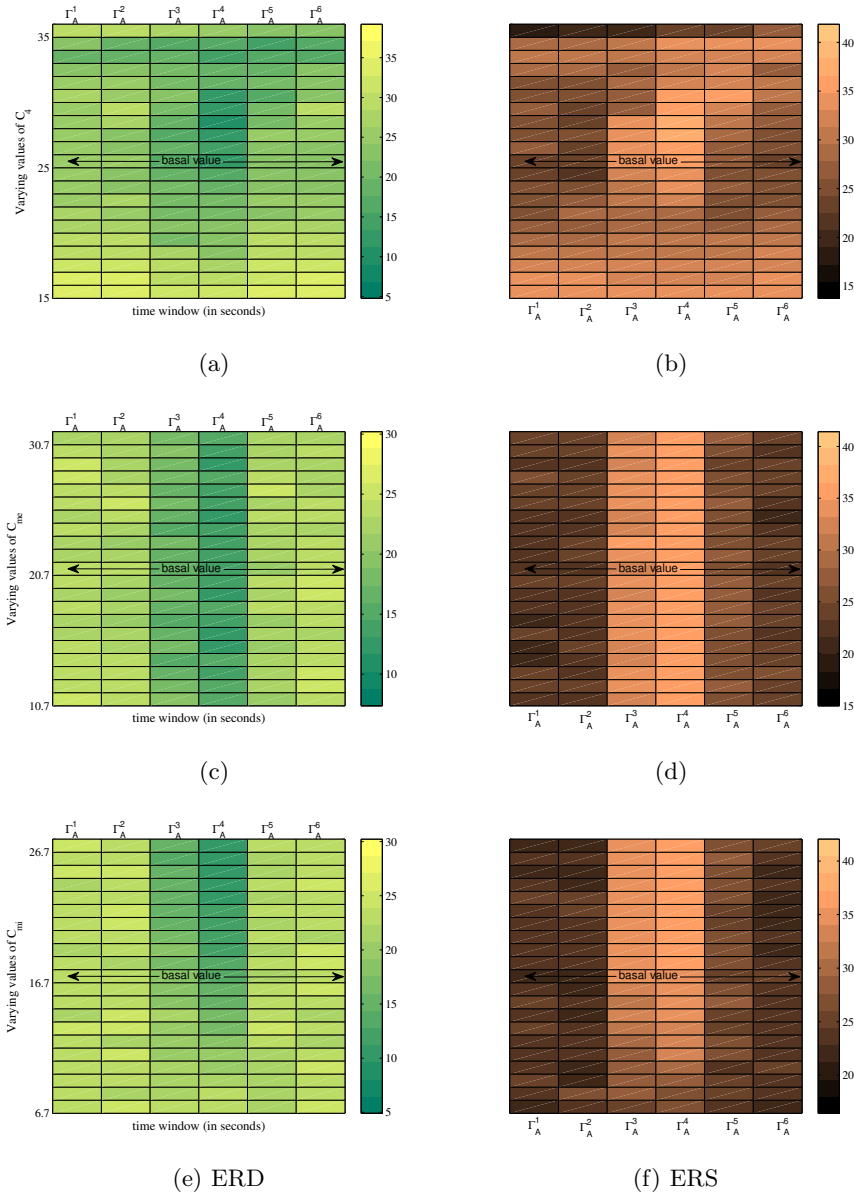 Γ_A^1 Γ_A^2 Γ_A^3 Γ_A^4 Γ_A^5 Γ_A^6
Varying values of C_4
35
25
15
basal value
time window (in seconds)
35
30
25
20
15
10
5
(a)
basal value
Γ_A^1 Γ_A^2 Γ_A^3 Γ_A^4 Γ_A^5 Γ_A^6
40
35
30
25
20
15
(b)
Γ_A^1 Γ_A^2 Γ_A^3 Γ_A^4 Γ_A^5 Γ_A^6
Varying values of C_me
30.7
20.7
10.7
basal value
time window (in seconds)
30
25
20
15
10
(c)
basal value
Γ_A^1 Γ_A^2 Γ_A^3 Γ_A^4 Γ_A^5 Γ_A^6
40
35
30
25
20
15
(d)
Γ_A^1 Γ_A^2 Γ_A^3 Γ_A^4 Γ_A^5 Γ_A^6
Varying values of C_mi
26.7
16.7
6.7
basal value
time window (in seconds)
30
25
20
15
10
5
(e) ERD
basal value
Γ_A^1 Γ_A^2 Γ_A^3 Γ_A^4 Γ_A^5 Γ_A^6
40
35
30
25
20
(f) ERS